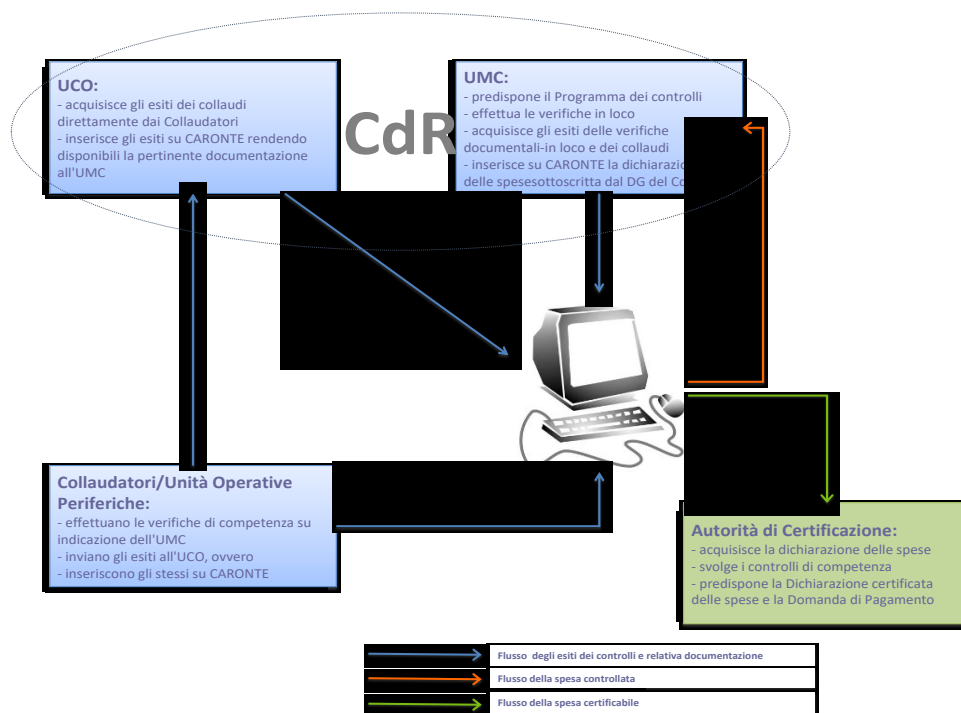 UCO:
- acquisisce gli esiti dei collaudi
direttamente dai Collaudatori
- inserisce gli esiti su CARONTE rendendo
disponibili la pertinente documentazione
all'UMC
CdR
UMC:
- predispone il Programma dei controlli
- effettua le verifiche in loco
- acquisisce gli esiti delle verifiche
documentali-in loco e dei collaudi
- inserisce su CARONTE la
delle spesesottoscritta dal DG del
Collaudatori/Unità Operative
Periferiche:
- effettuano le verifiche di competenza su
indicazione dell'UMC
- inviano gli esiti all'UCO, ovvero
- inseriscono gli stessi su CARONTE
Autorità di Certificazione:
- acquisisce la dichiarazione delle spese
- svolge i controlli di competenza
- predispone la Dichiarazione certificata
delle spese e la Domanda di Pagamento
Flusso degli esiti dei controlli e relativa documentazione
Flusso della spesa controllata
Flusso della spesa certificabile